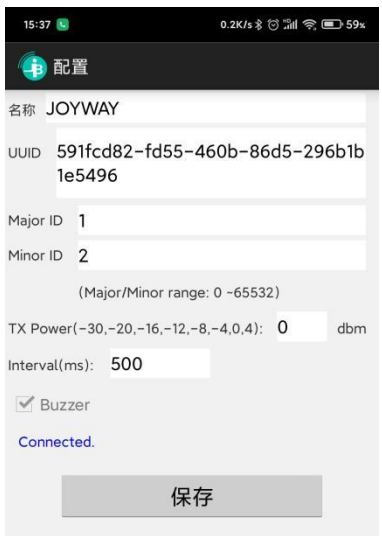 15:37 0.2K/s 59%
配置
名称 JOYWAY
UUID 591fcd82-fd55-460b-86d5-296b1b
1e5496
Major ID 1
Minor ID 2
(Major/Minor range: 0 ~65532)
TX Power(-30,-20,-16,-12,-8,-4,0,4): 0 dbm
Interval(ms): 500
Buzzer
Connected.
保存